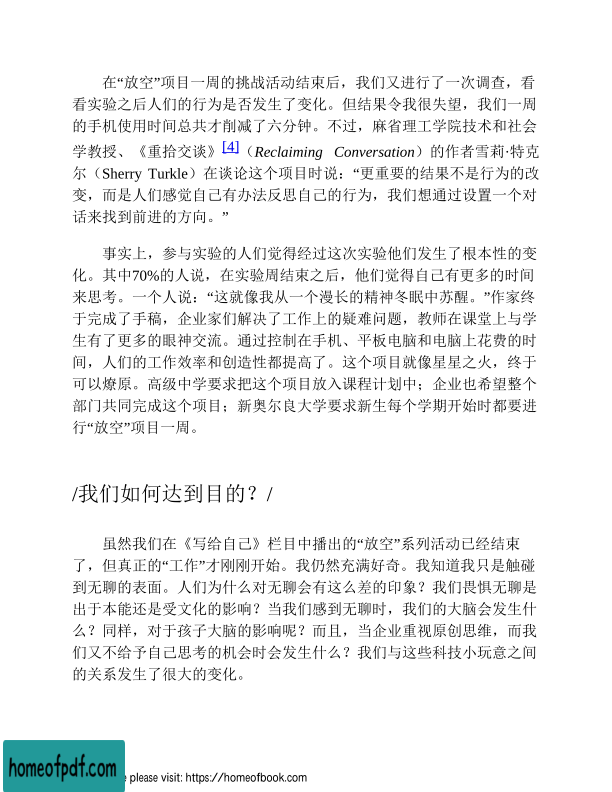 在“放空”项目一周的挑战活动结束后，我们又进行了一次调查，看
看实验之后人们的行为是否发生了变化。但结果令我很失望，我们一周
的手机使用时间总共才削减了六分钟。不过，麻省理工学院技术和社会
学教授、《重拾交谈》[4]（Reclaiming Conversation）的作者雪莉·特克
尔（Sherry Turkle）在谈论这个项目时说：“更重要的结果不是行为的改
变，而是人们感觉自己有办法反思自己的行为，我们想通过设置一个对
话来找到前进的方向。”
事实上，参与实验的人们觉得经过这次实验他们发生了根本性的变
化。其中70%的人说，在实验周结束之后，他们觉得自己有更多的时间
来思考。一个人说：“这就像我从一个漫长的精神冬眠中苏醒。”作家终
于完成了手稿，企业家们解决了工作上的疑难问题，教师在课堂上与学
生有了更多的眼神交流。通过控制在手机、平板电脑和电脑上花费的时
间，人们的工作效率和创造性都提高了。这个项目就像星星之火，终于
可以燎原。高级中学要求把这个项目放入课程计划中；企业也希望整个
部门共同完成这个项目；新奥尔良大学要求新生每个学期开始时都要进
行“放空”项目一周。
/我们如何达到目的？/
虽然我们在《写给自己》栏目中播出的“放空”系列活动已经结束
了，但真正的“工作”才刚刚开始。我仍然充满好奇。我知道我只是触碰
到无聊的表面。人们为什么对无聊会有这么差的印象？我们畏惧无聊是
出于本能还是受文化的影响？当我们感到无聊时，我们的大脑会发生什
么？同样，对于孩子大脑的影响呢？而且，当企业重视原创思维，而我
们又不给予自己思考的机会时会发生什么？我们与这些科技小玩意之间
的关系发生了很大的变化。
homeofpdf.com
please visit: https://homeofbook.com